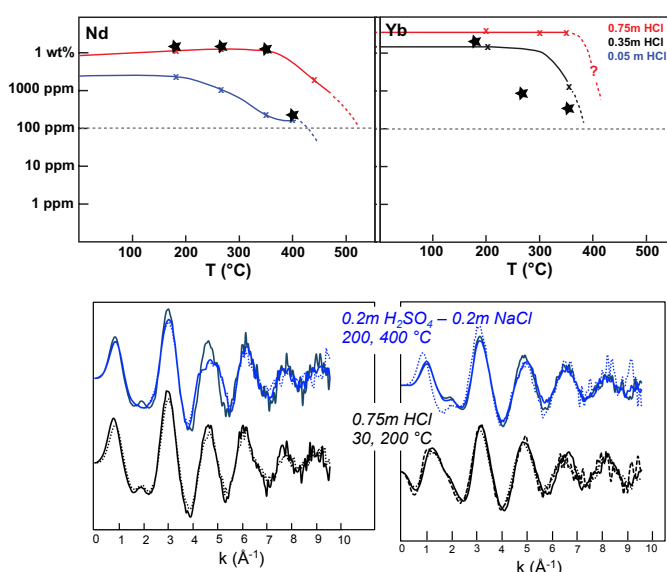 Nd
1 wt%
1000 ppm
100 ppm
10 ppm
1 ppm
0 100 200 300 400 500
T (°C)
Yb
0.75m HCl
0.35m HCl
0.05 m HCl
?
0 100 200 300 400 500
T (°C)
0.2m H₂SO₄ – 0.2m NaCl
200, 400 °C
0.75m HCl
30, 200 °C
0 1 2 3 4 5 6 7 8 9 10
k (Å⁻¹)
0 1 2 3 4 5 6 7 8 9 10
k (Å⁻¹)